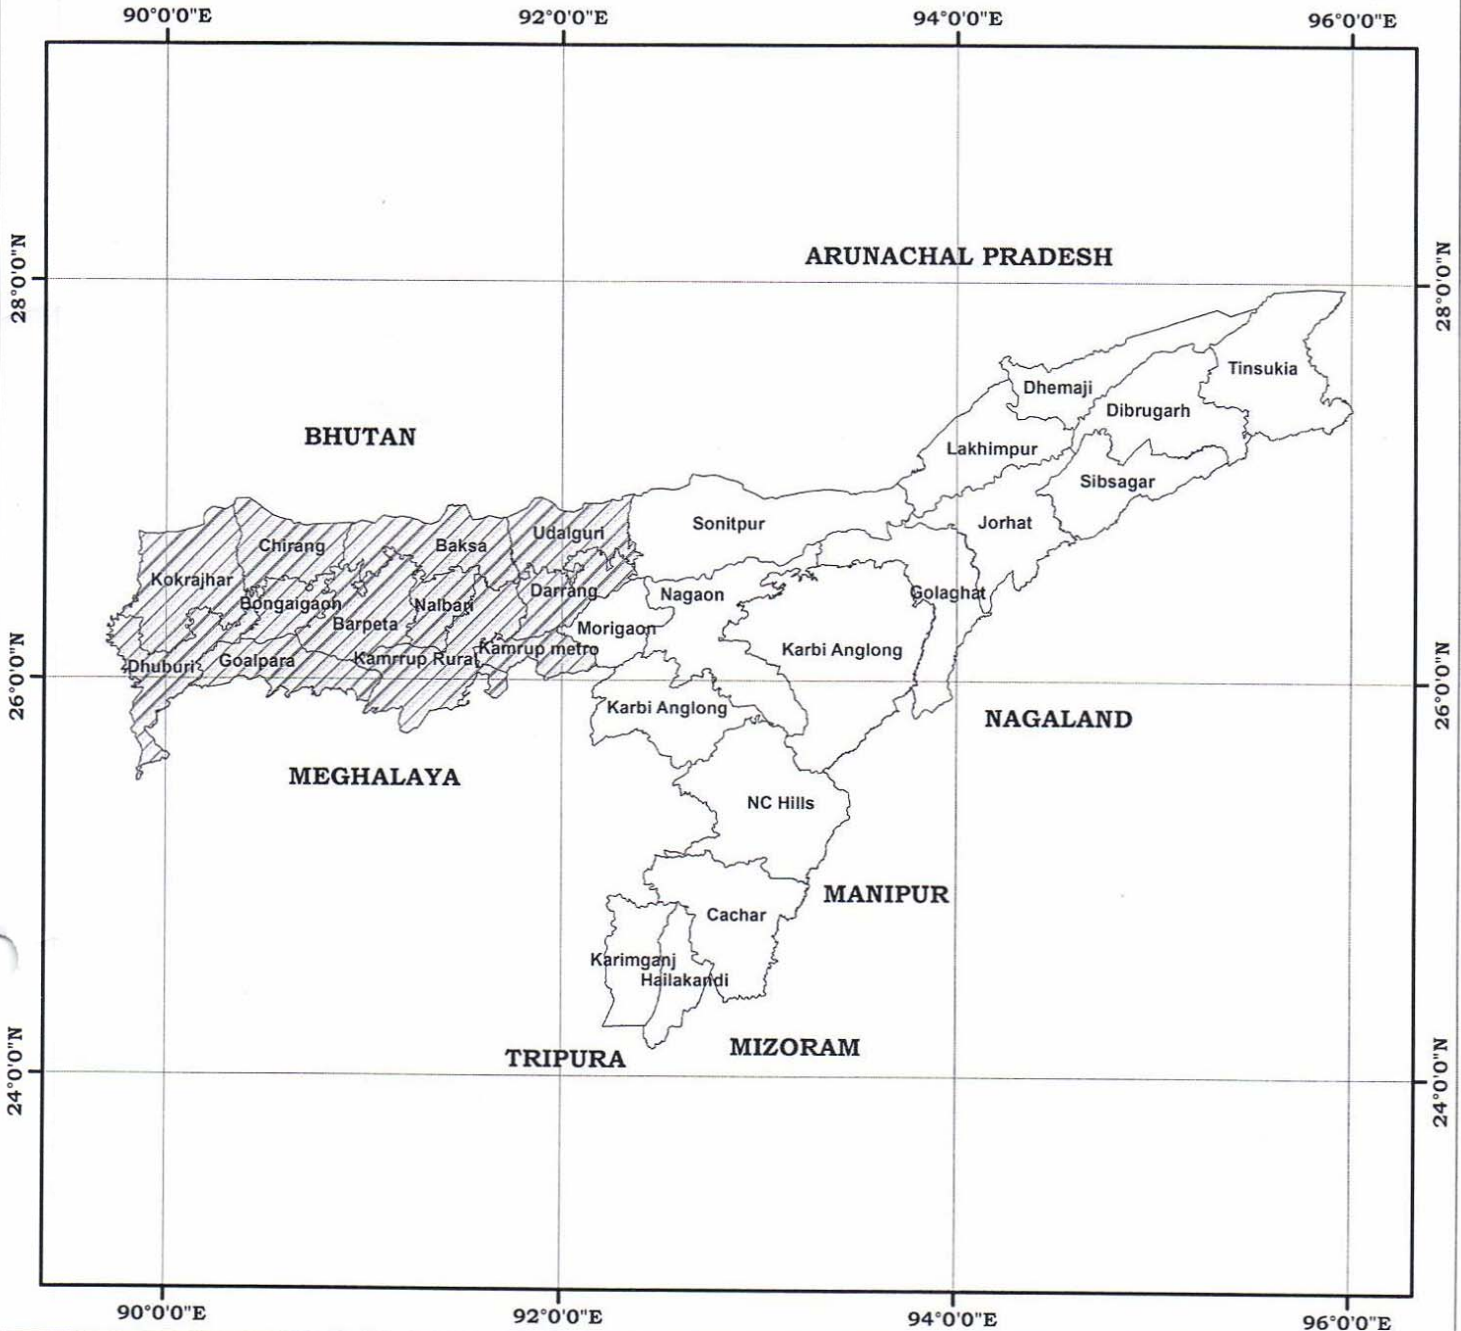 90°0'0"E
92°0'0"E
94°0'0"E
96°0'0"E
28°0'0"N
28°0'0"N
ARUNACHAL PRADESH
Tinsukia
Dhemaji
Dibrugarh
BHUTAN
Lakhimpur
Sibsagar
Sonitpur
Jorhat
Udalguri
Chirang
Baksa
Kokrajhar
Darrang
Nagaon
Golaghat
Bongaigaon
Nalbari
Barpeta
Morigaon
Kamrup metro
Karbi Anglong
Dhuburi
Goalpara
Kamrrup Rural
26°0'0"N
26°0'0"N
Karbi Anglong
NAGALAND
MEGHALAYA
NC Hills
MANIPUR
Cachar
Karimganj
Hailakandi
MIZORAM
TRIPURA
24°0'0"N
24°0'0"N
90°0'0"E
92°0'0"E
94°0'0"E
96°0'0"E